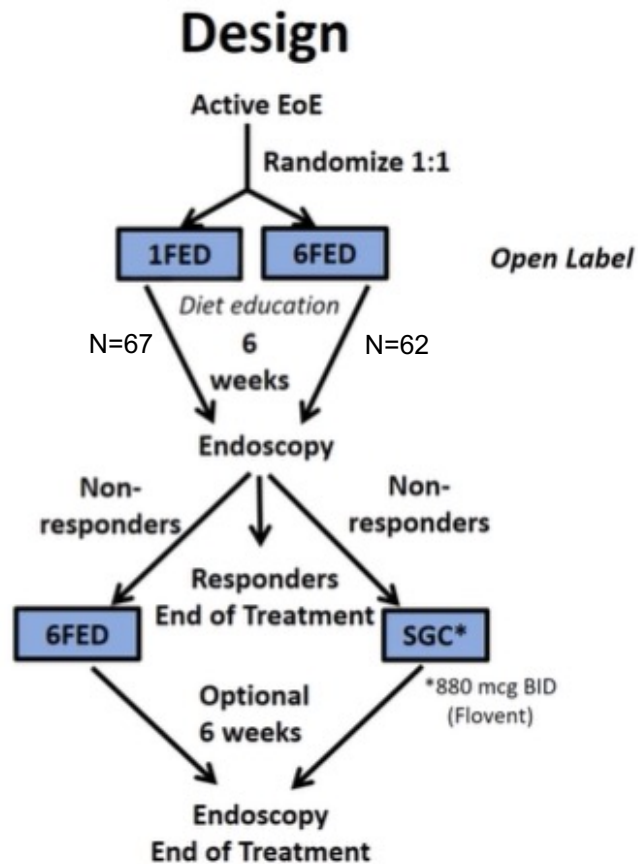 Design
Active EoE
Randomize 1:1
1FED
6FED
Open Label
Diet education
N=67
6
N=62
weeks
Endoscopy
Non-
responders
Non-
responders
Responders
End of Treatment
6FED
SGC*
*880 mcg BID
(Flovent)
Optional
6 weeks
Endoscopy
End of Treatment